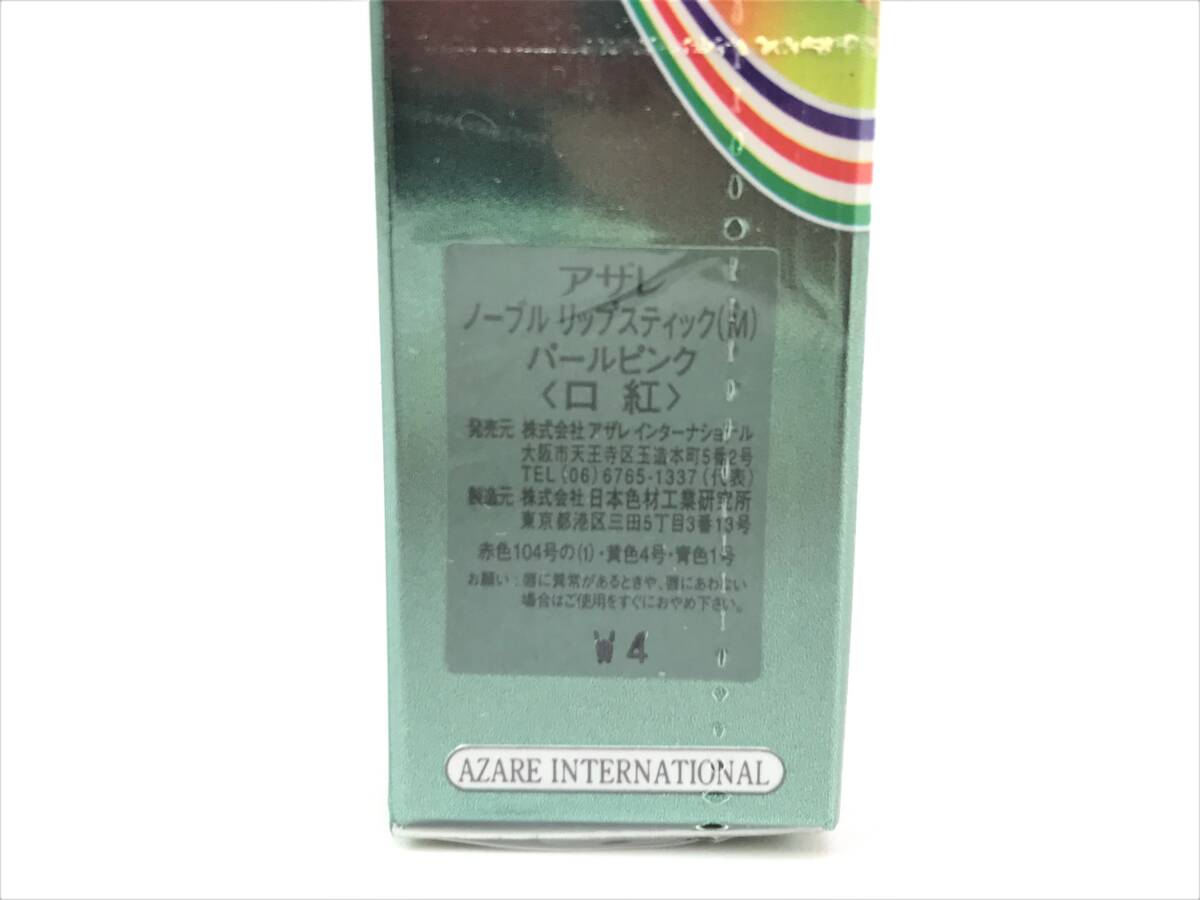 アザレ
ノーブル リップスティック(M)
パールピンク
〈口 紅〉
発売元 株式会社 アザレ インターナショナル
大阪市天王寺区玉造本町5番2号
TEL (06) 6765-1337 (代表)
製造元 株式会社 日本色材工業研究所
東京都港区三田5丁目3番13号
赤色104号の(1)・黄色4号・青色1号
お願い：唇に異常があるときや、唇にあわない
場合はご使用をすぐにおやめ下さい。
4
AZARE INTERNATIONAL